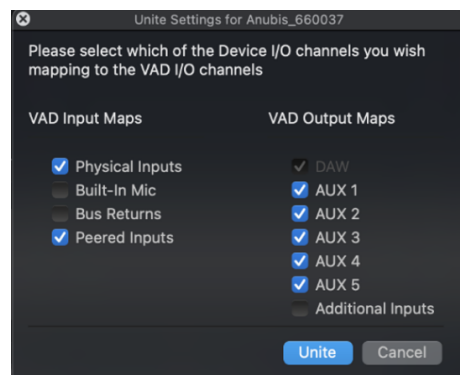 Unite Settings for Anubis_660037
Please select which of the Device I/O channels you wish
mapping to the VAD I/O channels
VAD Input Maps
Physical Inputs
Built-In Mic
Bus Returns
Peered Inputs
VAD Output Maps
DAW
AUX 1
AUX 2
AUX 3
AUX 4
AUX 5
Additional Inputs
Unite
Cancel